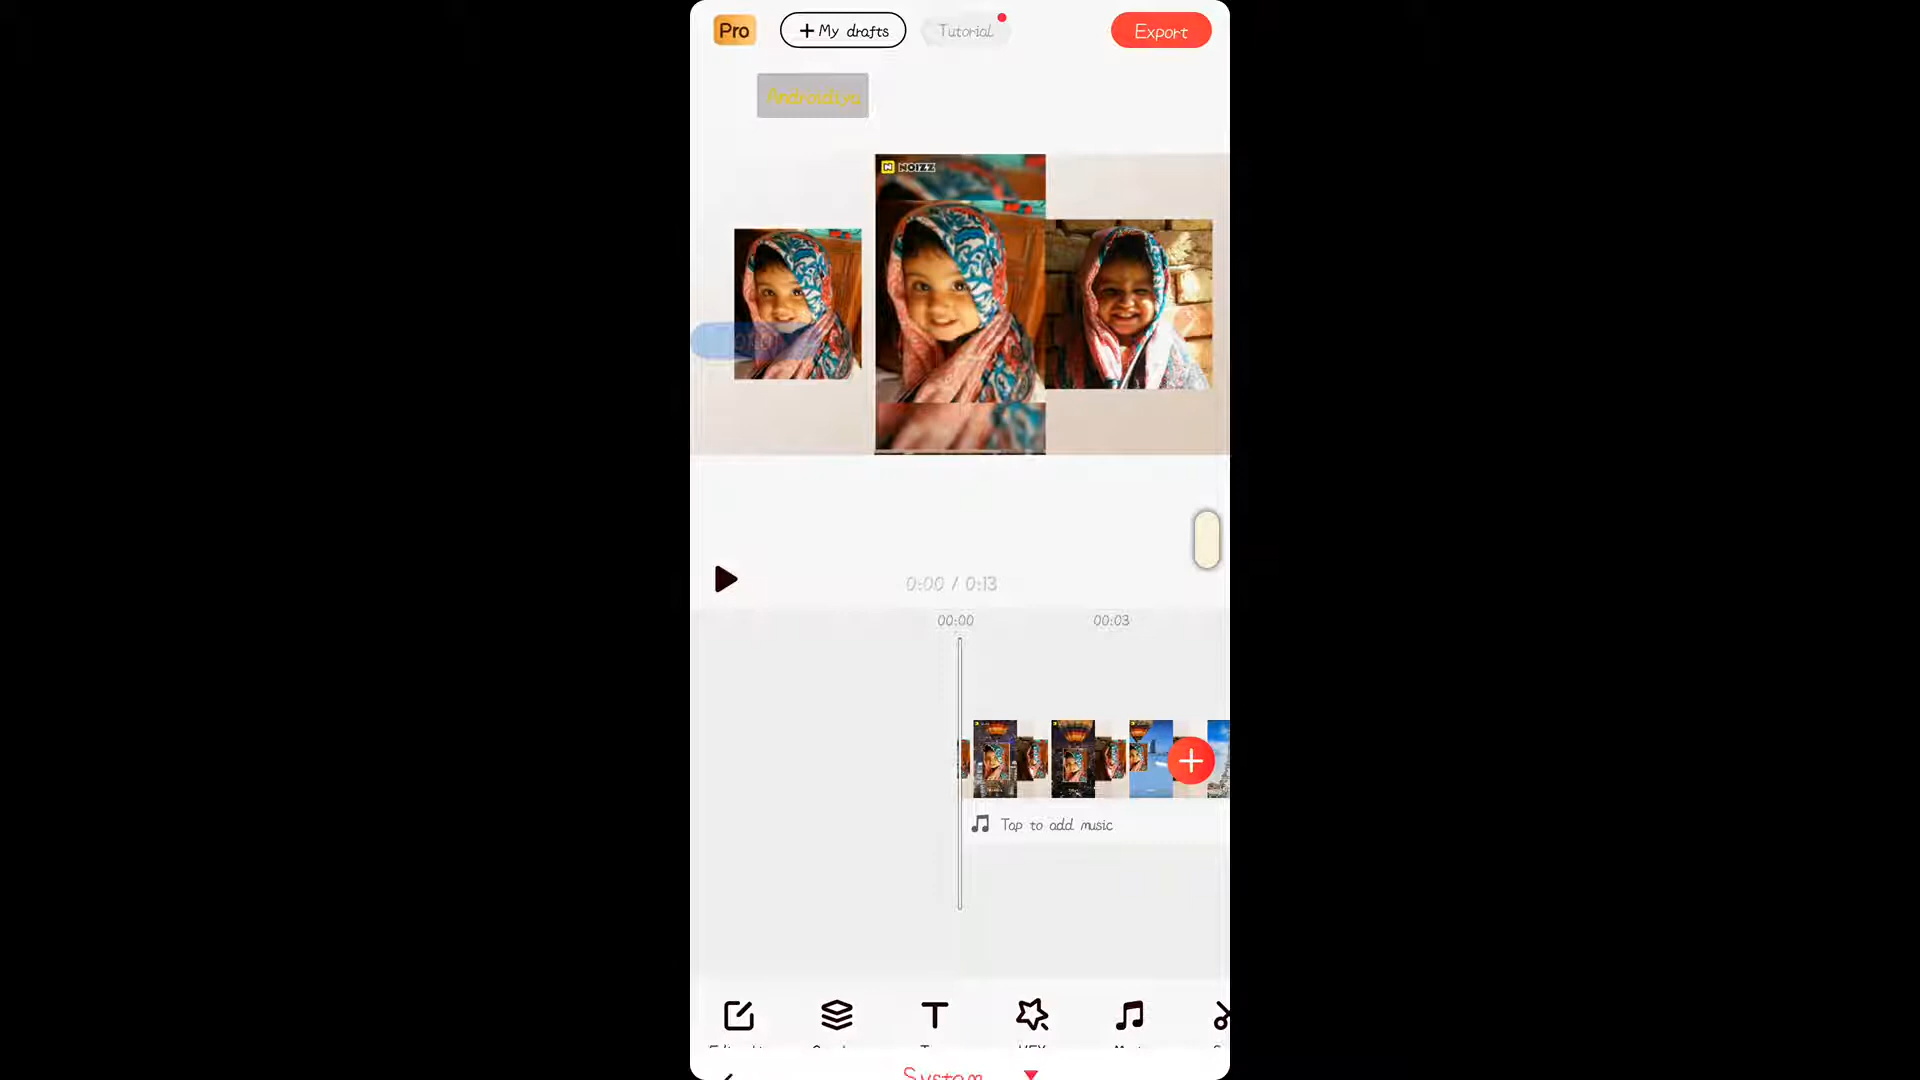 Pro
My drafts
Tutorial
Export
Androidiya
NOIZZ
0:00 / 0:13
00:00
00:03
Tap to add music
System